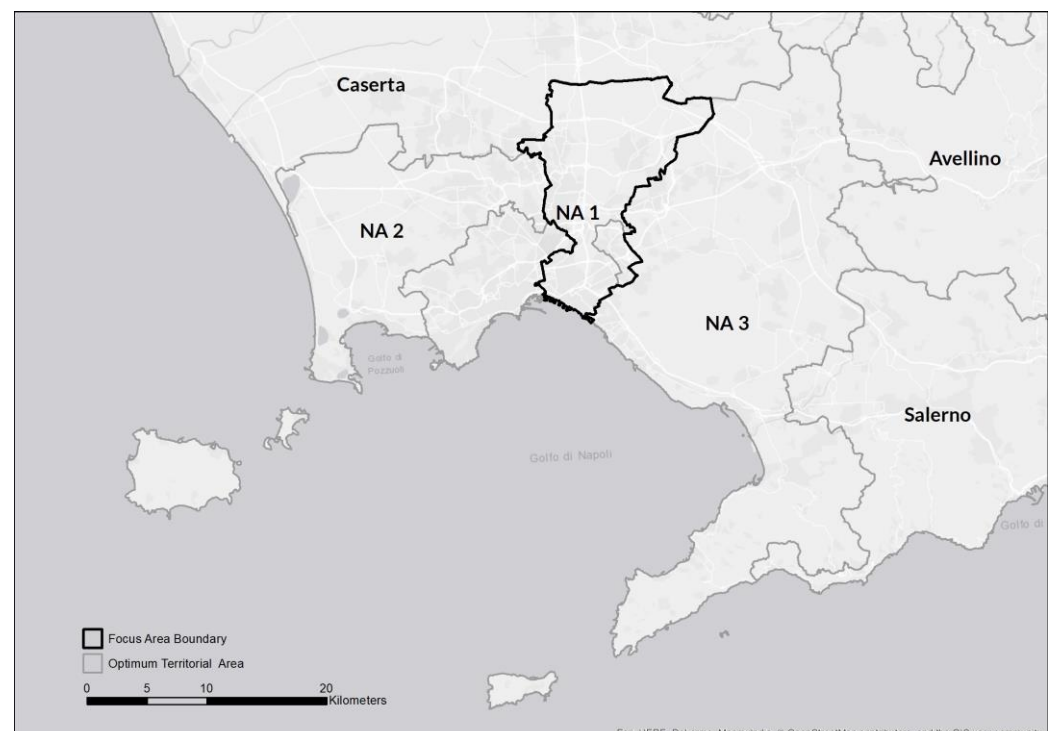 Caserta
Avellino
NA 1
NA 2
NA 3
Golfo di
Pozzuoli
Salerno
Golfo di Napoli
Golfo di
Focus Area Boundary
Optimum Territorial Area
0 5 10 20
Kilometers